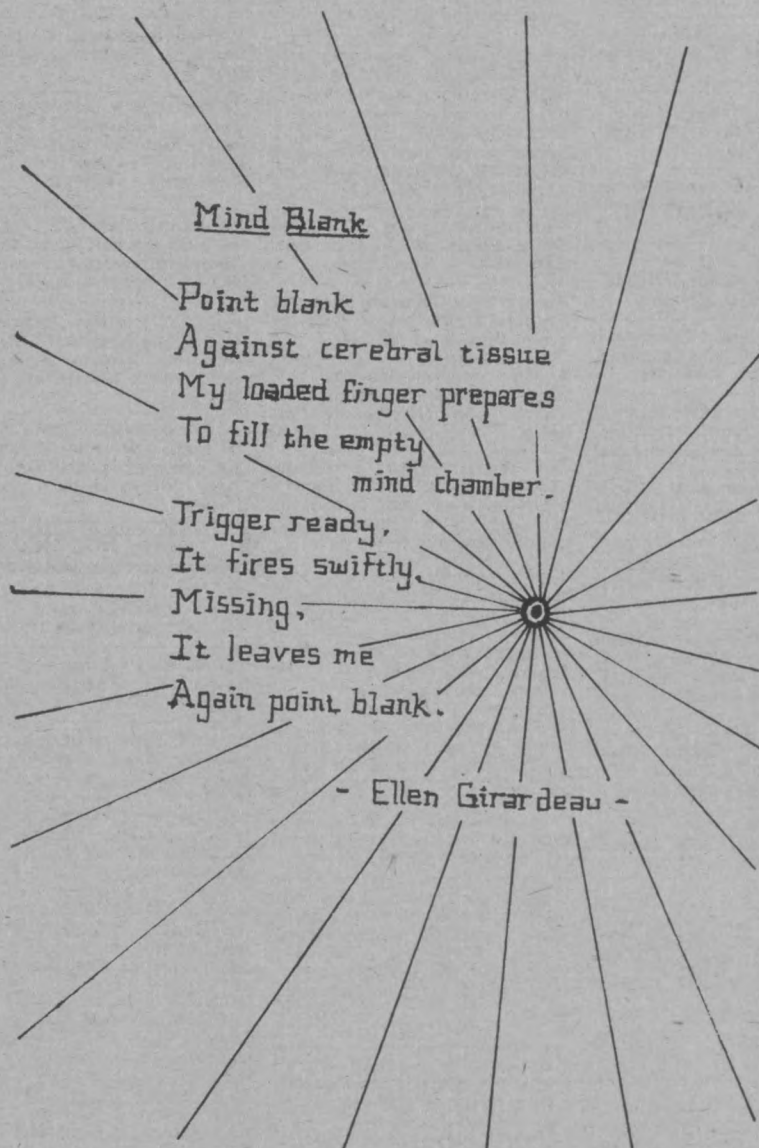 Mind Blank
Point blank
Against cerebral tissue
My loaded finger prepares
To fill the empty
mind chamber.
Trigger ready,
It fires swiftly,
Missing,
It leaves me
Again point blank.
- Ellen Girardeau -